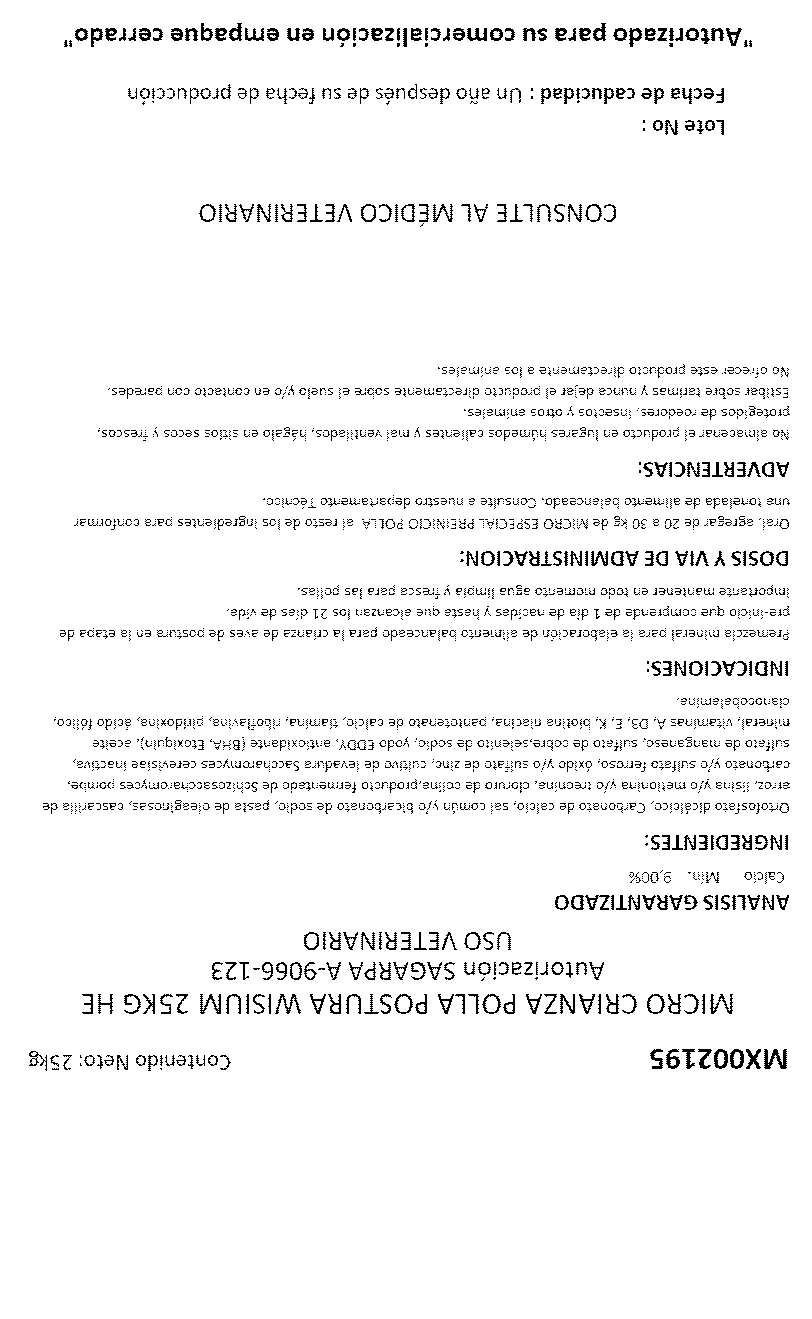 MX002195
Contenido Neto: 25kg
MICRO CRIANZA POLLA POSTURA WISIUM 25KG HE
Autorización SAGARPA A-9066-123
USO VETERINARIO
ANALISIS GARANTIZADO
Calcio Mín. 9,00%
INGREDIENTES:
Ortofosfato dicálcico, Carbonato de calcio, sal común y/o bicarbonato de sodio, pasta de oleaginosas, cascarilla de
arroz, lisina y/o metionina y/o treonina, cloruro de colina,producto fermentado de Schizosaccharomyces pombe,
carbonato y/o sulfato ferroso, óxido y/o sulfato de zinc, cultivo de levadura Saccharomyces cerevisiae inactiva,
sulfato de manganeso, sulfato de cobre,selenito de sodio, yodo EDDY, antioxidante (BHA, Etoxiquin), aceite
mineral, vitaminas A, D3, E, K, biotina niacina, pantotenato de calcio, tiamina, riboflavina, piridoxina, ácido fólico,
cianocobalamina.
INDICACIONES:
Premezcla mineral para la elaboración de alimento balanceado para la crianza de aves de postura en la etapa de
pre-inicio que comprende de 1 día de nacidas y hasta que alcanzan los 21 días de vida.
Importante mantener en todo momento agua limpia y fresca para las pollas.
DOSIS Y VIA DE ADMINISTRACION:
Oral, agregar de 20 a 30 kg de MICRO ESPECIAL PREINICIO POLLA al resto de los ingredientes para conformar
una tonelada de alimento balanceado. Consulte a nuestro departamento Técnico.
ADVERTENCIAS:
No almacenar el producto en lugares húmedos calientes y mal ventilados, hágalo en sitios secos y frescos,
protegidos de roedores, insectos y otros animales.
Estibar sobre tarimas y nunca dejar el producto directamente sobre el suelo y/o en contacto con paredes.
No ofrecer este producto directamente a los animales.
CONSULTE AL MÉDICO VETERINARIO
Lote No :
Fecha de caducidad : Un año después de su fecha de producción
"Autorizado para su comercialización en empaque cerrado"